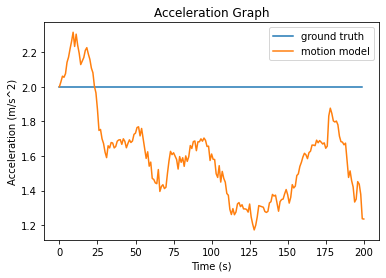 Acceleration Graph
ground truth
motion model
Acceleration (m/s^2)
2.2
2.0
1.8
1.6
1.4
1.2
0 25 50 75 100 125 150 175 200
Time (s)